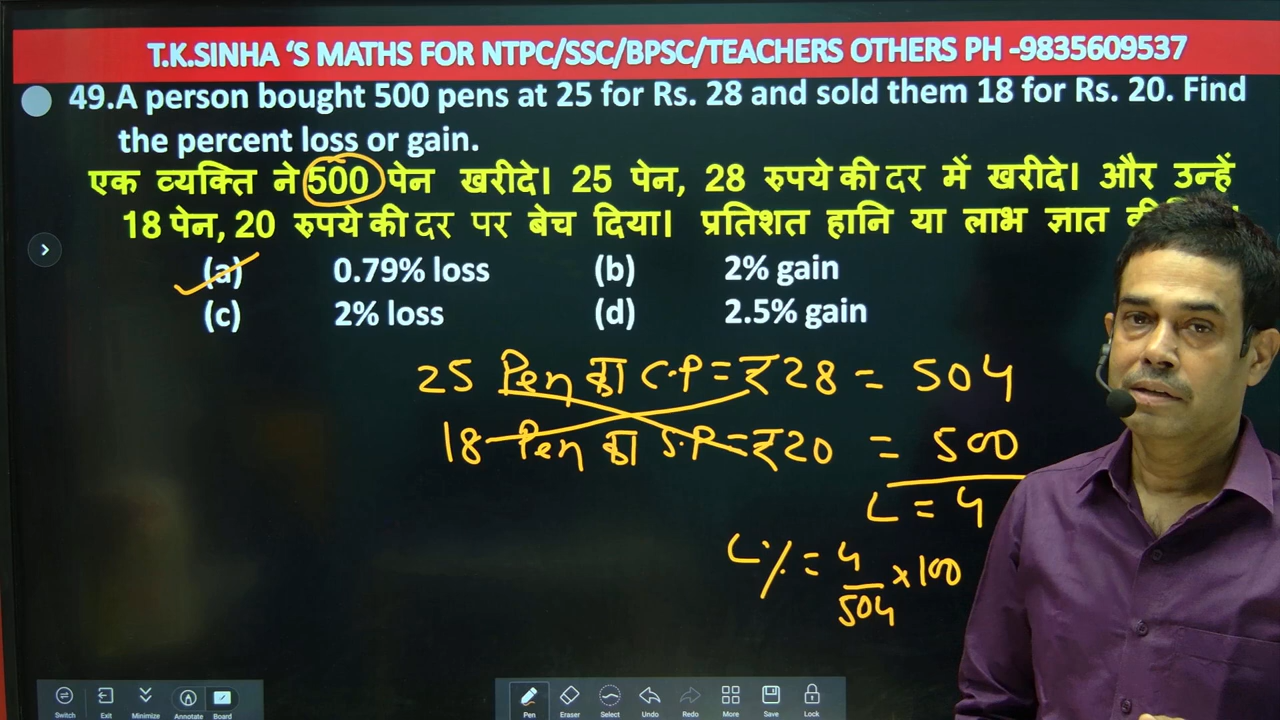 T.K.SINHA ‘S MATHS FOR NTPC/SSC/BPSC/TEACHERS OTHERS PH -9835609537
49.A person bought 500 pens at 25 for Rs. 28 and sold them 18 for Rs. 20. Find
the percent loss or gain.
एक व्यक्ति ने 500 पेन खरीदे। 25 पेन, 28 रुपये की दर में खरीदे। और उन्हें
18 पेन, 20 रुपये की दर पर बेच दिया। प्रतिशत हानि या लाभ ज्ञात
(a) 0.79% loss (b) 2% gain
(c) 2% loss (d) 2.5% gain
25 Pen का C.P = ₹28 = 504
18 Pen का S.P = ₹20 = 500
L = 4
L% = 4/504 × 100
Switch Exit Minimize Annotate Board Pen Eraser Select Undo Redo More Save Lock